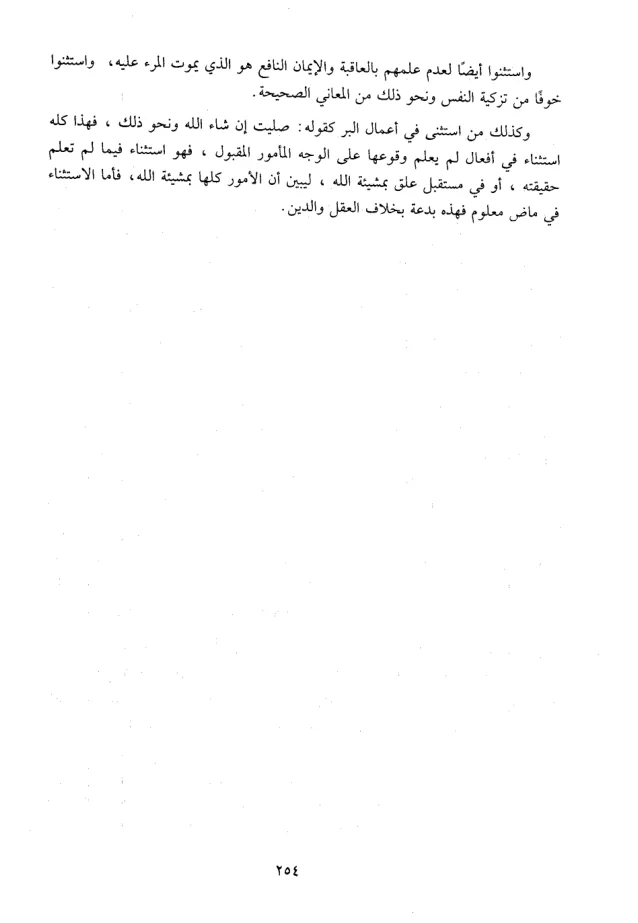 واستثنوا أيضًا لعدم علمهم بالعاقبة والإيمان النافع هو الذي يموت المرء عليه، واستثنوا
خوفًا من تزكية النفس ونحو ذلك من المعاني الصحيحة.
وكذلك من استثنى في أعمال البر كقوله: صليت إن شاء الله ونحو ذلك ، فهذا كله
استثناء في أفعال لم يعلم وقوعها على الوجه المأمور المقبول ، فهو استثناء فيما لم تعلم
حقيقته ، أو في مستقبل علق بمشيئة الله ، ليبين أن الأمور كلها بمشيئة الله، فأما الاستثناء
في ماض معلوم فهذه بدعة بخلاف العقل والدين.
٢٥٤